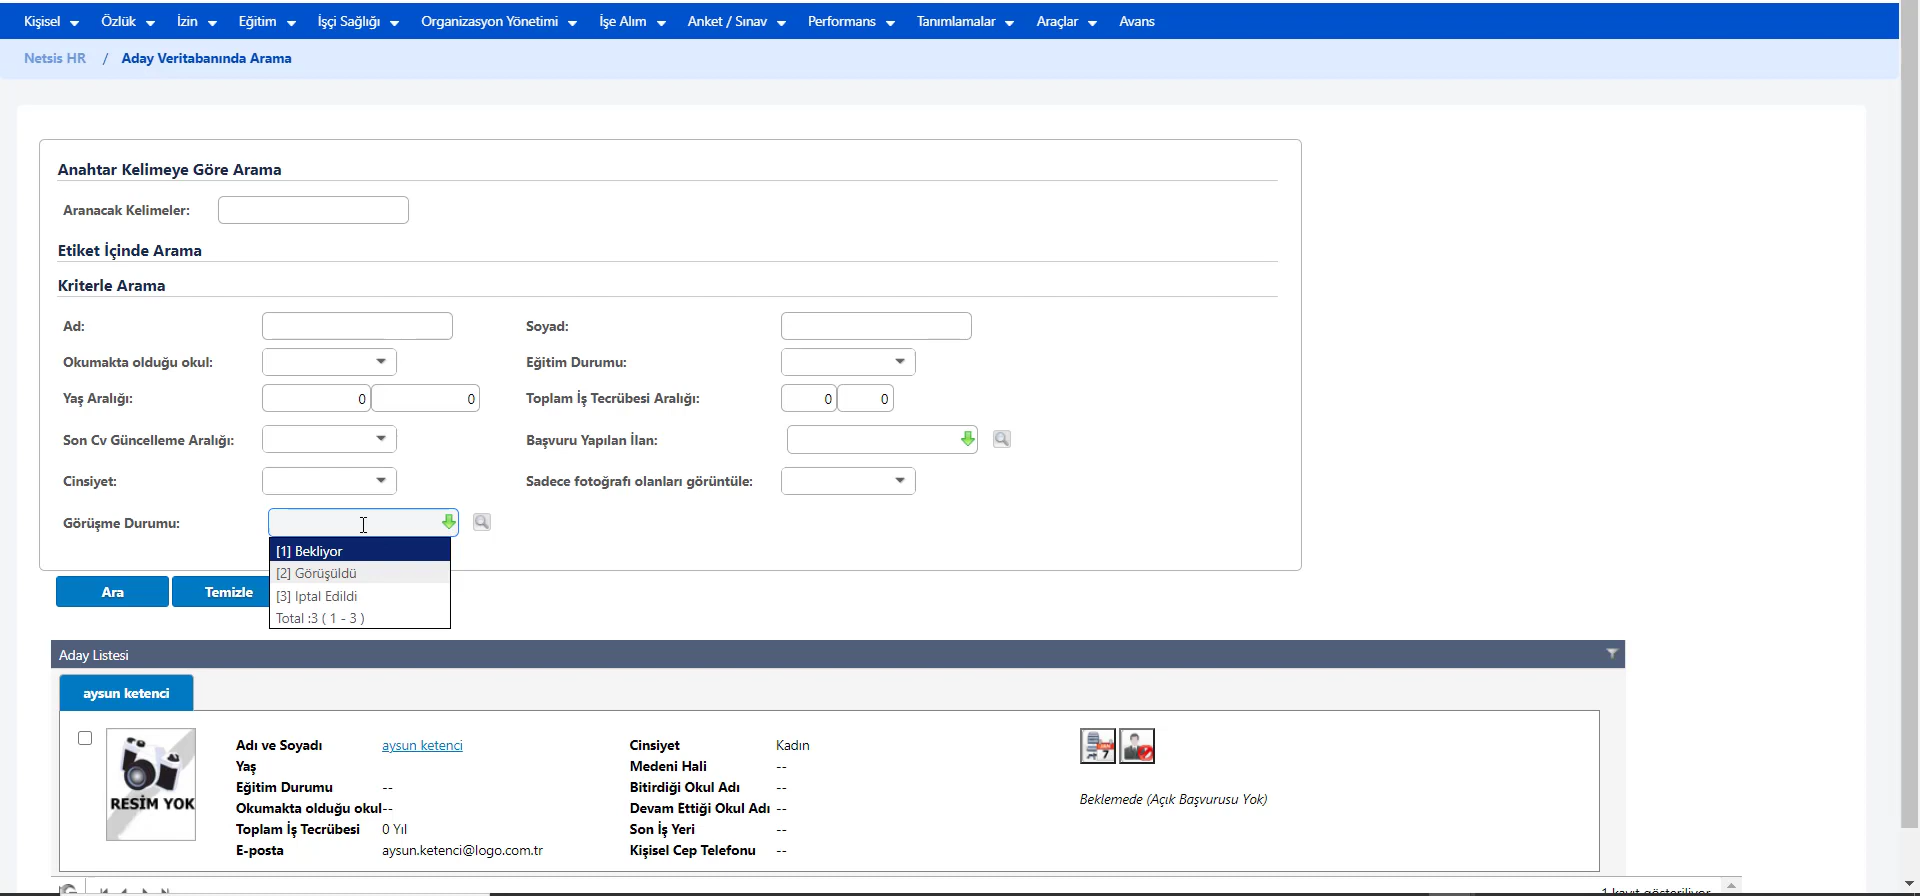 Kişisel Özlük İzin Eğitim İşçi Sağlığı Organizasyon Yönetimi İşe Alım Anket / Sınav Performans Tanımlamalar Araçlar Avans
Netsis HR / Aday Veritabanında Arama
Anahtar Kelimeye Göre Arama
Aranacak Kelimeler:
Etiket İçinde Arama
Kriterle Arama
Ad: Soyad:
Okumakta olduğu okul: Eğitim Durumu:
Yaş Aralığı: 0 0 Toplam İş Tecrübesi Aralığı: 0 0
Son Cv Güncelleme Aralığı: Başvuru Yapılan İlan:
Cinsiyet: Sadece fotoğrafı olanları görüntüle:
Görüşme Durumu:
[1] Bekliyor
[2] Görüşüldü
[3] Iptal Edildi
Total :3 ( 1 - 3 )
Ara Temizle
Aday Listesi
aysun ketenci
RESİM YOK
Adı ve Soyadı aysun ketenci Cinsiyet Kadın
Yaş Medeni Hali --
Eğitim Durumu -- Bitirdiği Okul Adı --
Okumakta olduğu okul-- Devam Ettiği Okul Adı --
Toplam İş Tecrübesi 0 Yıl Son İş Yeri --
E-posta aysun.ketenci@logo.com.tr Kişisel Cep Telefonu --
7
Beklemede (Açık Başvurusu Yok)
1 kayıt gösteriliyor